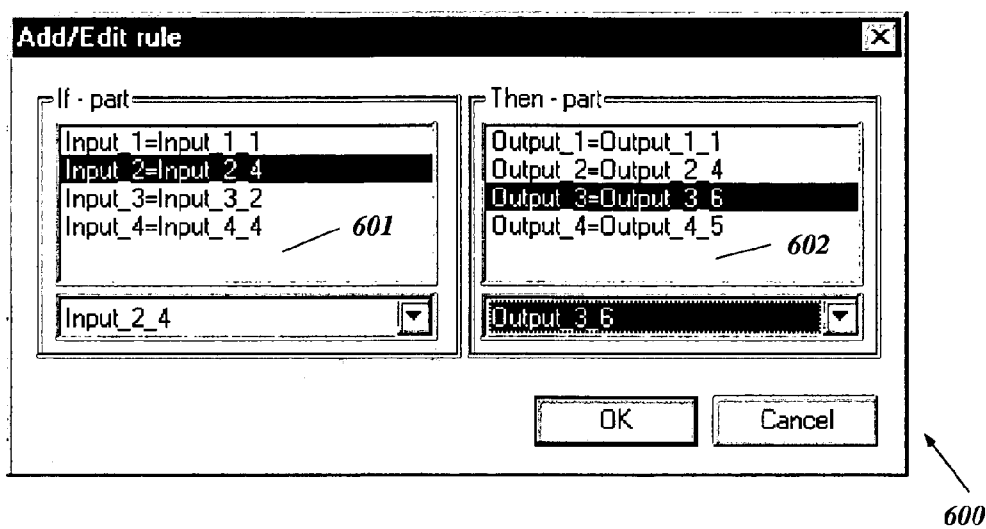 Add/Edit rule
If - part
Input_1=Input_1_1
Input_2=Input_2_4
Input_3=Input_3_2
Input_4=Input_4_4
601
Input_2_4
Then - part
Output_1=Output_1_1
Output_2=Output_2_4
Output_3=Output_3_6
Output_4=Output_4_5
602
Output_3_6
OK
Cancel
600